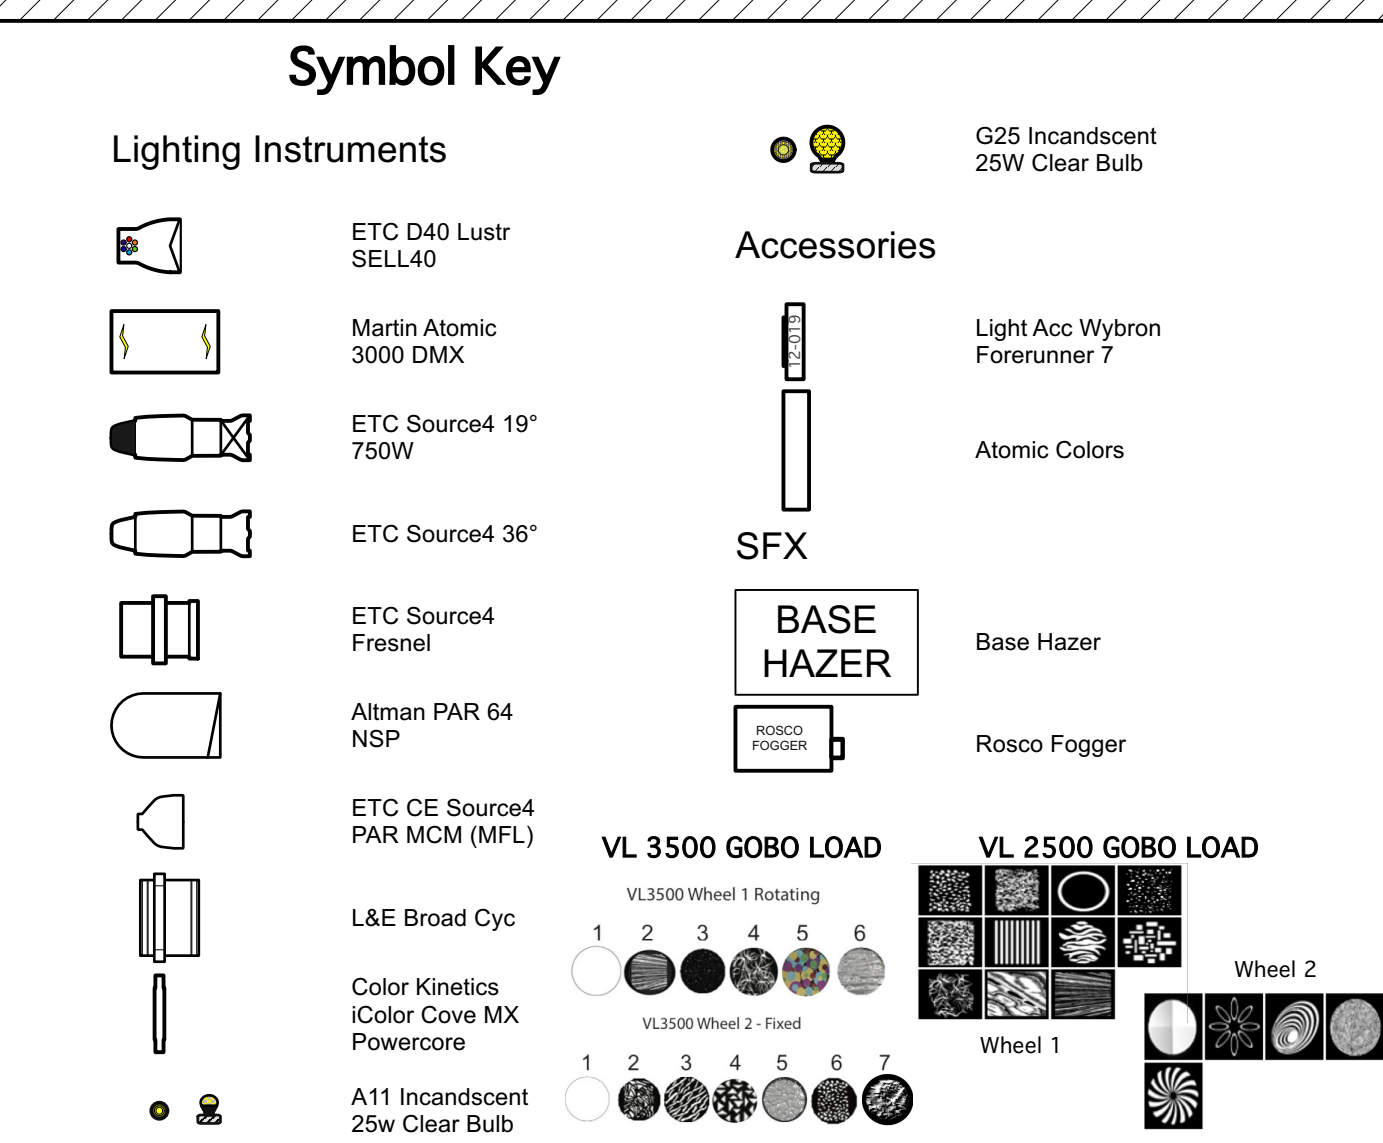 Symbol Key
Lighting Instruments
ETC D40 Lustr
SELL40
Martin Atomic
3000 DMX
ETC Source4 19°
750W
ETC Source4 36°
ETC Source4
Fresnel
Altman PAR 64
NSP
ETC CE Source4
PAR MCM (MFL)
L&E Broad Cyc
Color Kinetics
iColor Cove MX
Powercore
A11 Incandscent
25w Clear Bulb
G25 Incandscent
25W Clear Bulb
Accessories
12-019
Light Acc Wybron
Forerunner 7
Atomic Colors
SFX
BASE
HAZER
Base Hazer
ROSCO
FOGGER
Rosco Fogger
VL 3500 GOBO LOAD
VL3500 Wheel 1 Rotating
1 2 3 4 5 6
VL3500 Wheel 2 - Fixed
1 2 3 4 5 6 7
VL 2500 GOBO LOAD
Wheel 1
Wheel 2